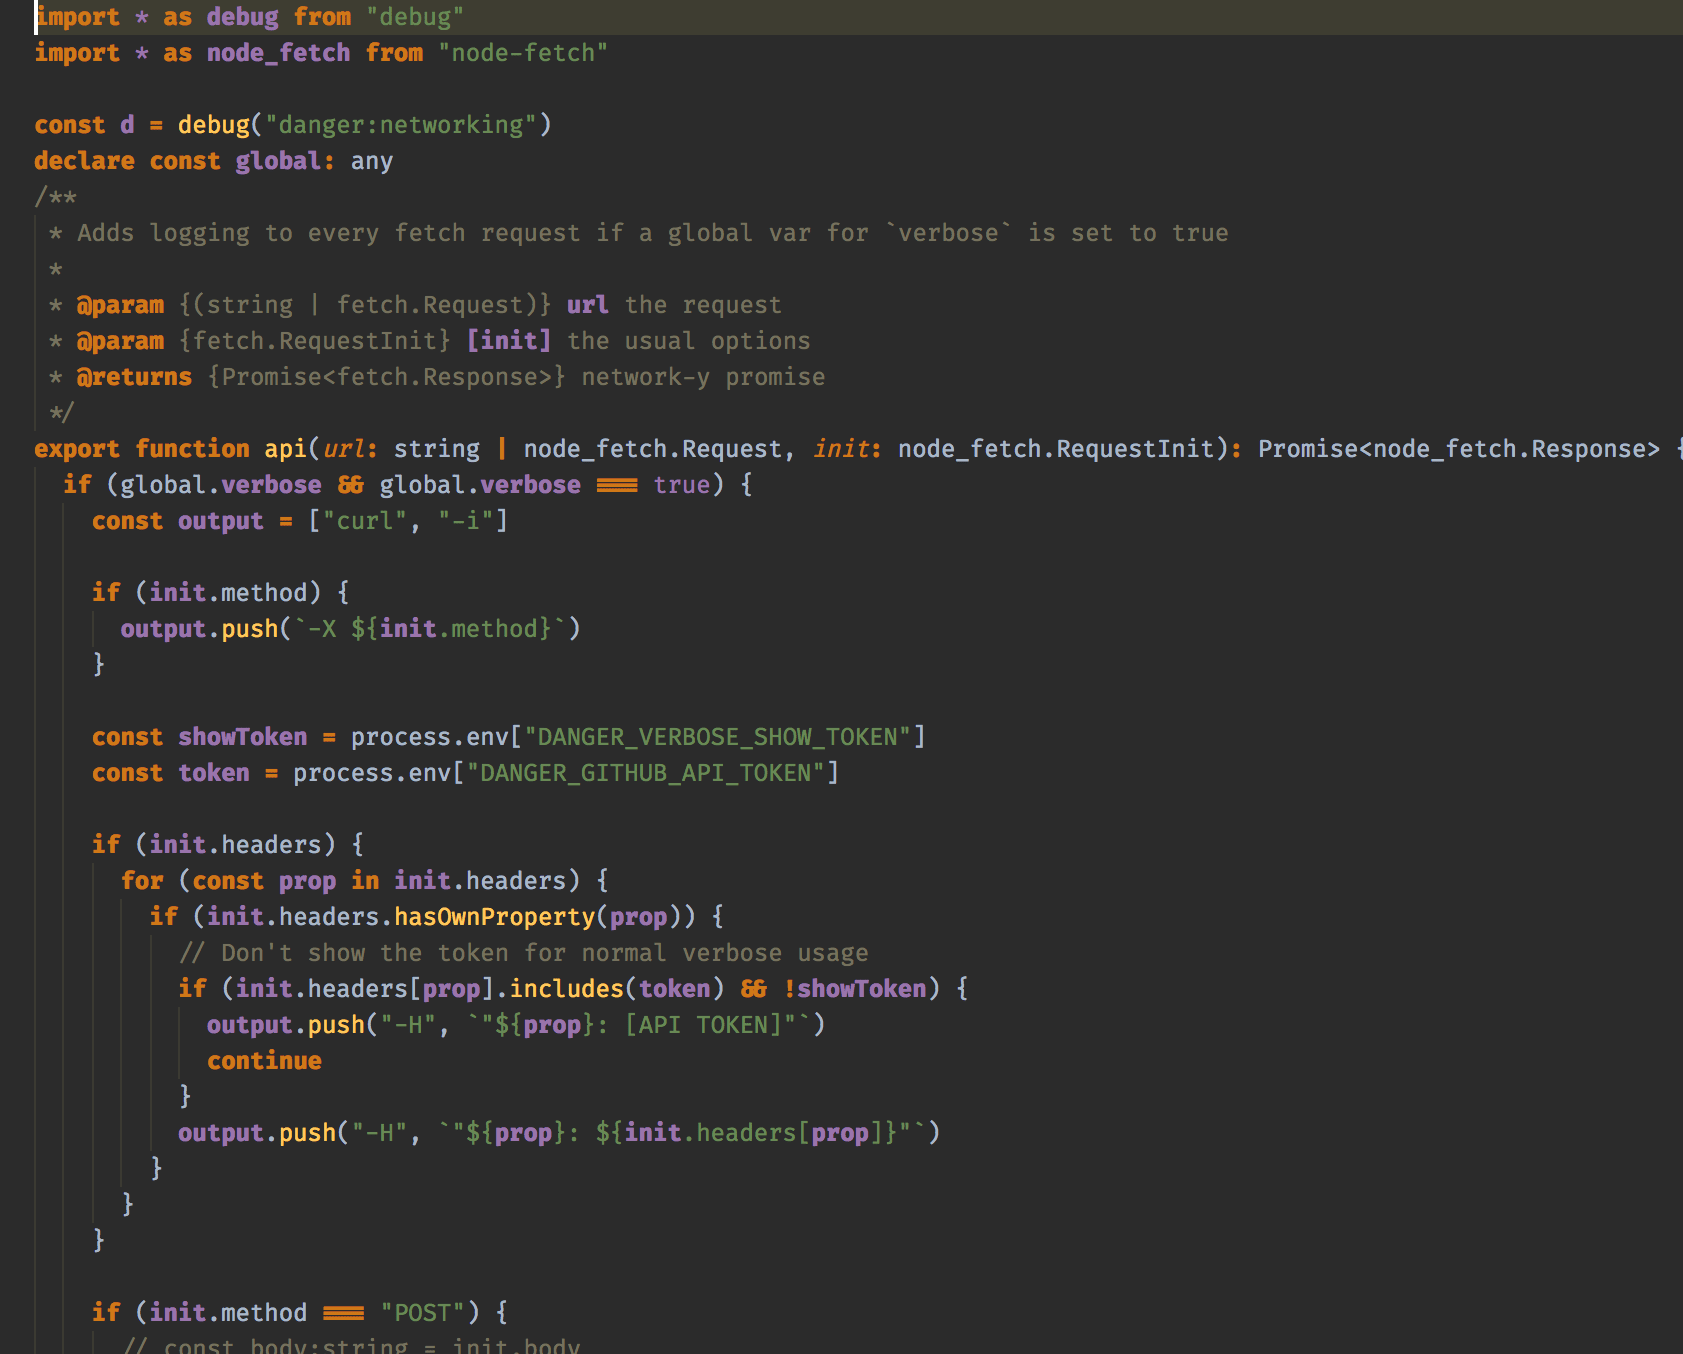 import * as debug from "debug"
import * as node_fetch from "node-fetch"
const d = debug("danger:networking")
declare const global: any
/**
* Adds logging to every fetch request if a global var for `verbose` is set to true
*
* @param {(string | fetch.Request)} url the request
* @param {fetch.RequestInit} [init] the usual options
* @returns {Promise<fetch.Response>} network-y promise
*/
export function api(url: string | node_fetch.Request, init: node_fetch.RequestInit): Promise<node_fetch.Response> {
if (global.verbose && global.verbose === true) {
const output = ["curl", "-i"]
if (init.method) {
output.push(`-X ${init.method}`)
}
const showToken = process.env["DANGER_VERBOSE_SHOW_TOKEN"]
const token = process.env["DANGER_GITHUB_API_TOKEN"]
if (init.headers) {
for (const prop in init.headers) {
if (init.headers.hasOwnProperty(prop)) {
// Don't show the token for normal verbose usage
if (init.headers[prop].includes(token) && !showToken) {
output.push("-H", `"${prop}: [API TOKEN]"`)
continue
}
output.push("-H", `"${prop}: ${init.headers[prop]}"`)
}
}
}
if (init.method === "POST") {
// const body:string = init.body